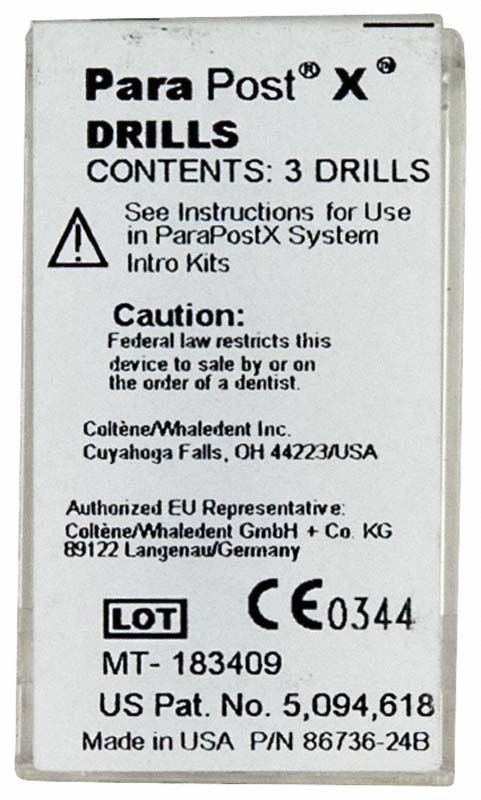 Para Post® X®
DRILLS
CONTENTS: 3 DRILLS
See Instructions for Use
in ParaPostX System
Intro Kits
Caution:
Federal law restricts this
device to sale by or on
the order of a dentist.
Coltène/Whaledent Inc.
Cuyahoga Falls, OH 44223/USA
Authorized EU Representative:
Coltène/Whaledent GmbH + Co. KG
89122 Langenau/Germany
LOT CE0344
MT- 183409
US Pat. No. 5,094,618
Made in USA P/N 86736-24B